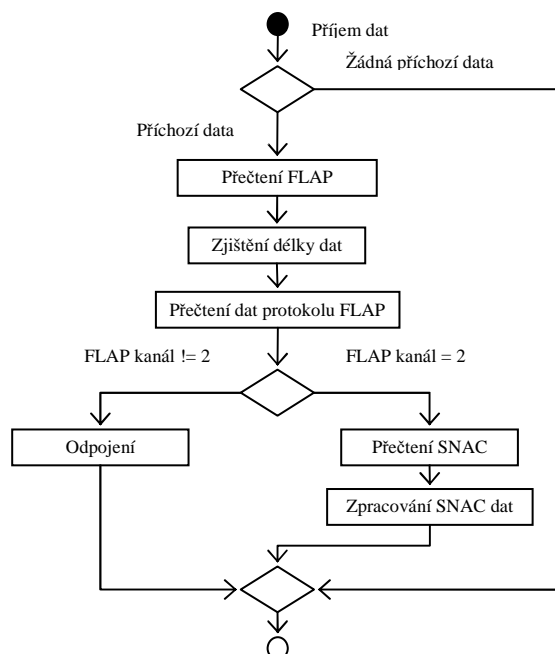 Příjem dat
Žádná příchozí data
Příchozí data
Přečtení FLAP
Zjištění délky dat
Přečtení dat protokolu FLAP
FLAP kanál != 2
FLAP kanál = 2
Odpojení
Přečtení SNAC
Zpracování SNAC dat